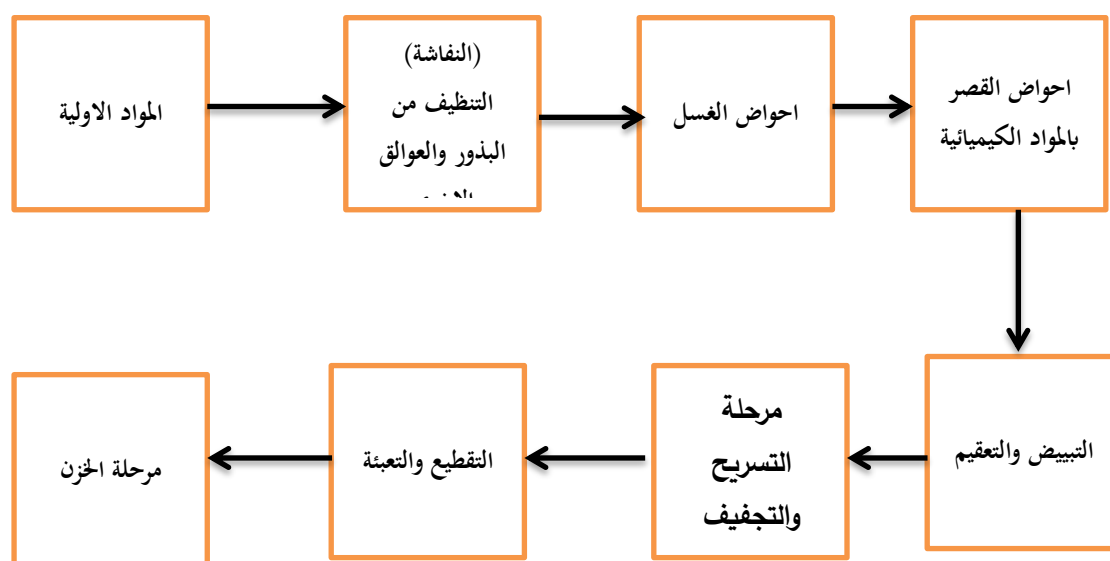 المواد الاولية
(النفاشة)
التنظيف من
البذور والعوالق
احواض الغسل
احواض القصر
بالمواد الكيميائية
التبييض والتعقيم
مرحلة
التسريح
والتجفيف
التقطيع والتعبئة
مرحلة الخزن